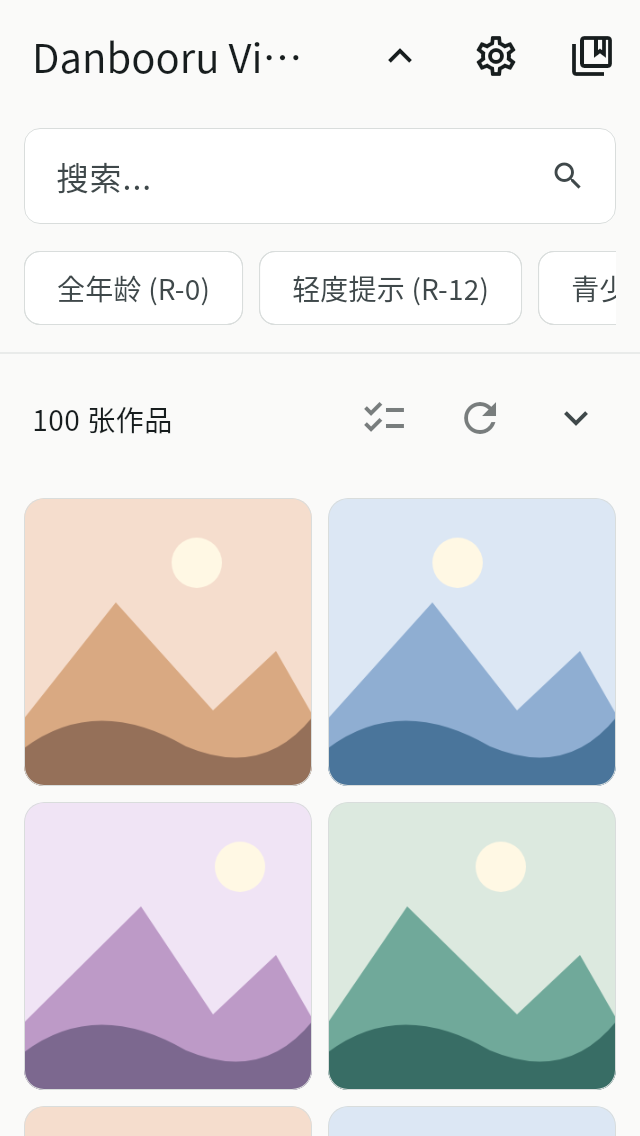 Danbooru Vi…
搜索...
全年龄 (R-0)
轻度提示 (R-12)
青少
100 张作品